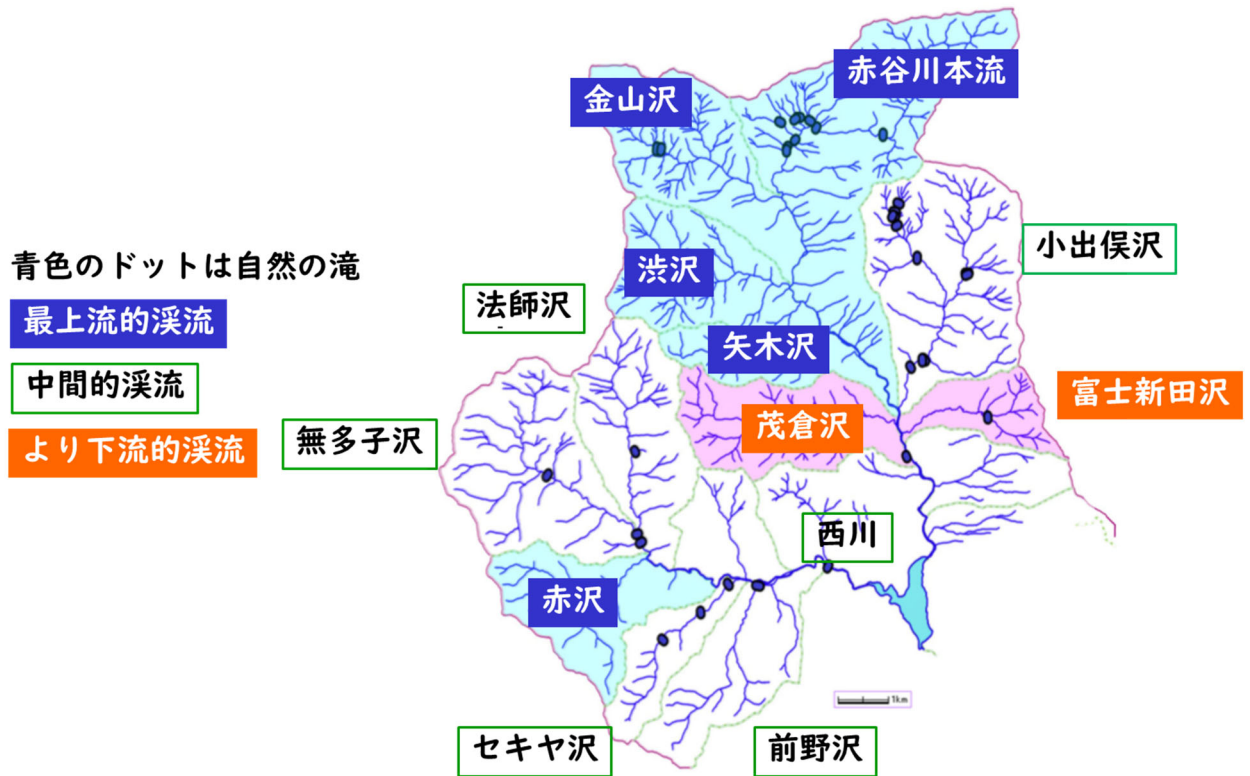 赤谷川本流
金山沢
小出俣沢
青色のドットは自然の滝
渋沢
法師沢
最上流的渓流
矢木沢
中間的渓流
富士新田沢
茂倉沢
無多子沢
より下流的渓流
西川
赤沢
1km
セキヤ沢
前野沢